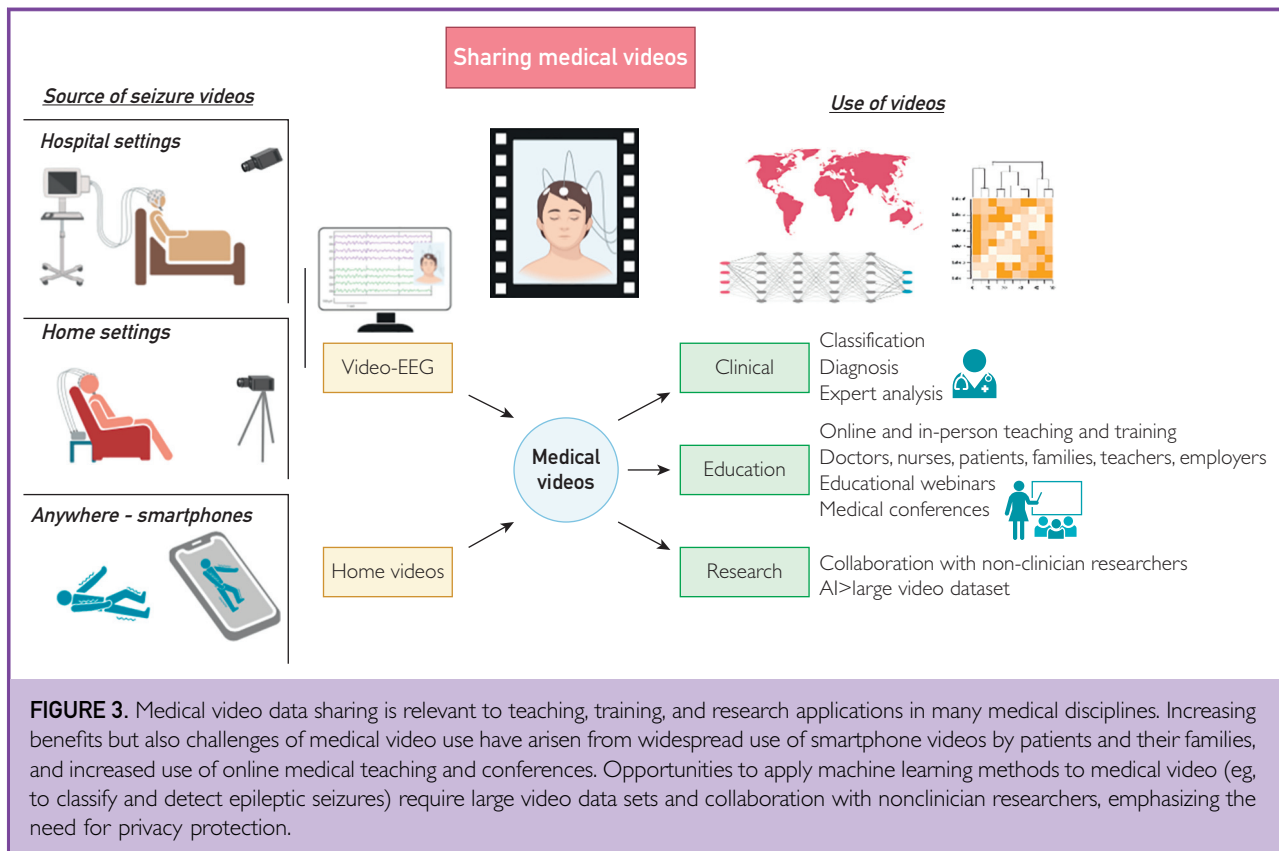 Sharing medical videos
Source of seizure videos
Hospital settings
Home settings
Anywhere - smartphones
Video-EEG
Home videos
Medical
videos
Use of videos
Clinical
Classification
Diagnosis
Expert analysis
Education
Online and in-person teaching and training
Doctors, nurses, patients, families, teachers, employers
Educational webinars
Medical conferences
Research
Collaboration with non-clinician researchers
AI>large video dataset
FIGURE 3. Medical video data sharing is relevant to teaching, training, and research applications in many medical disciplines. Increasing
benefits but also challenges of medical video use have arisen from widespread use of smartphone videos by patients and their families,
and increased use of online medical teaching and conferences. Opportunities to apply machine learning methods to medical video (eg,
to classify and detect epileptic seizures) require large video data sets and collaboration with nonclinician researchers, emphasizing the
need for privacy protection.